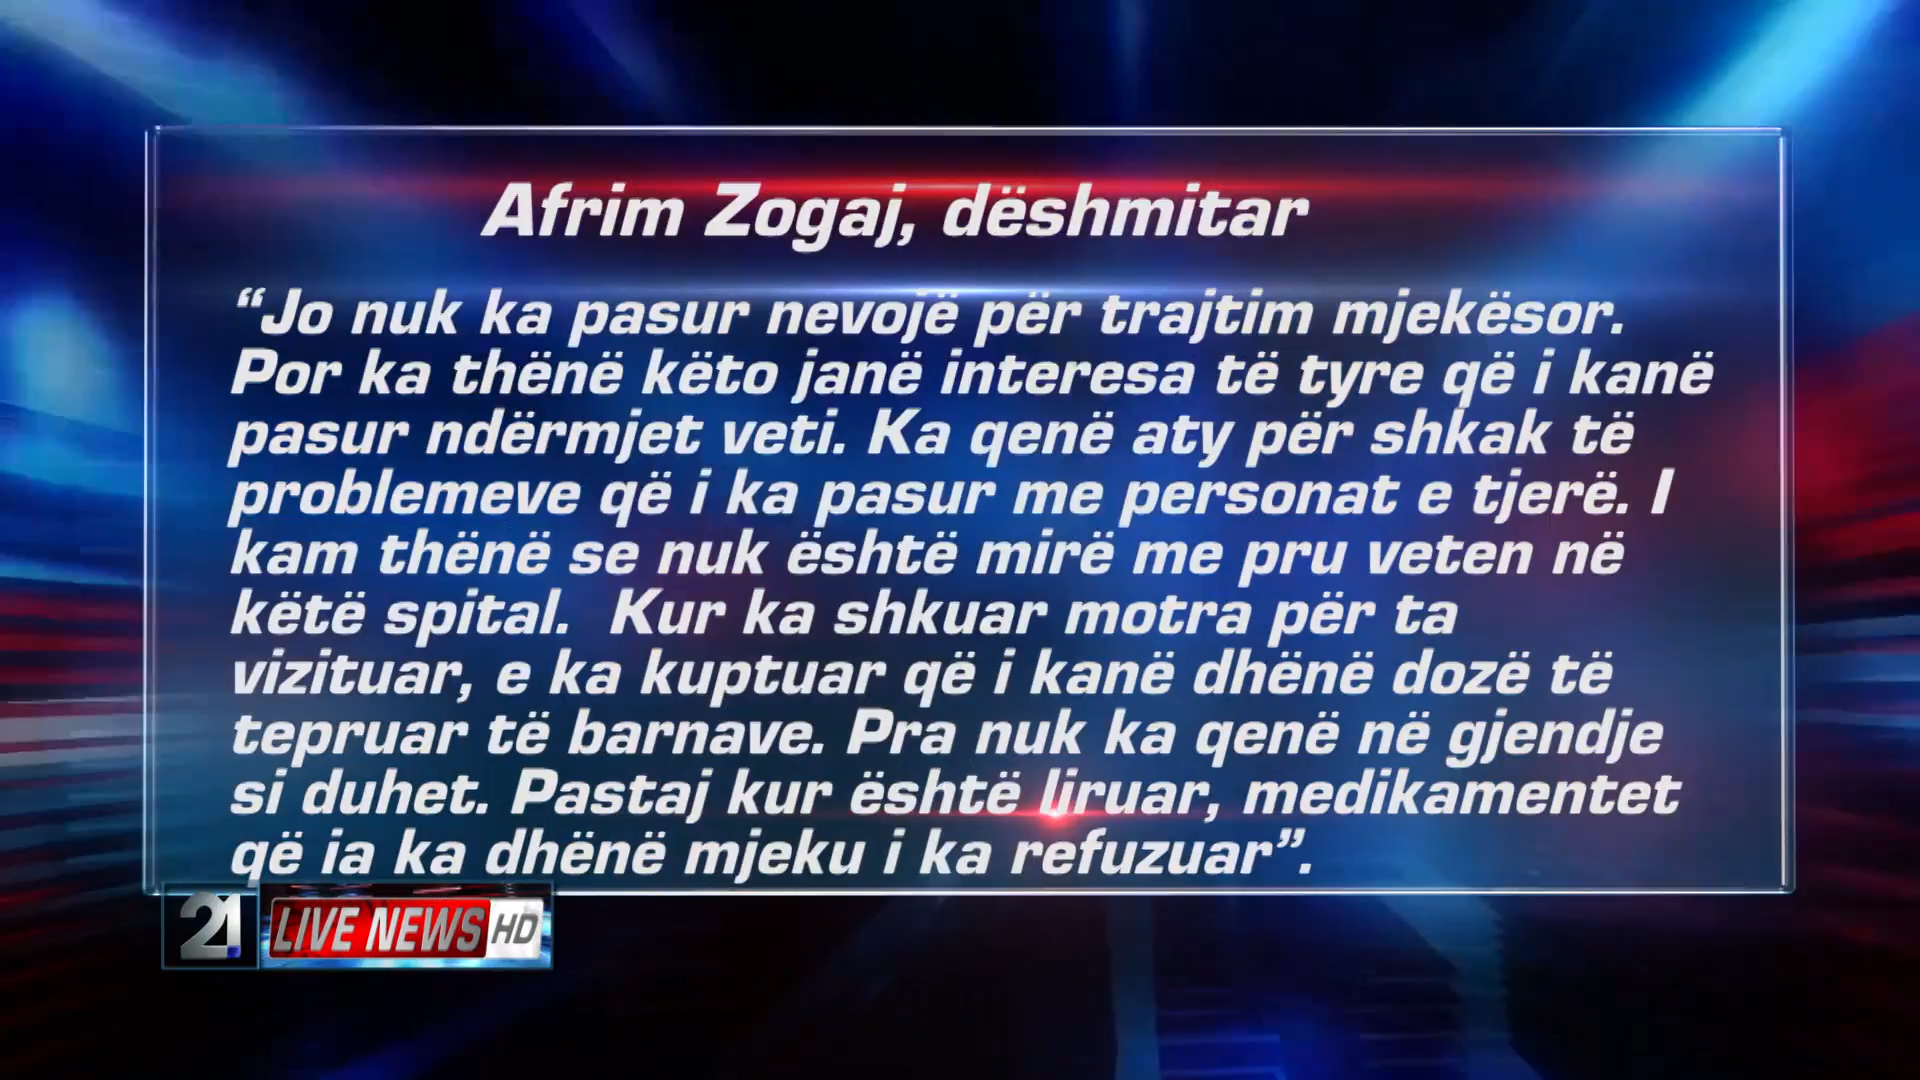 Afrim Zogaj, dëshmitar
“Jo nuk ka pasur nevojë për trajtim mjekësor.
Por ka thënë këto janë interesa të tyre që i kanë
pasur ndërmjet veti. Ka qenë aty për shkak të
problemeve që i ka pasur me personat e tjerë. I
kam thënë se nuk është mirë me pru veten në
këtë spital.  Kur ka shkuar motra për ta
vizituar, e ka kuptuar që i kanë dhënë dozë të
tepruar të barnave. Pra nuk ka qenë në gjendje
si duhet. Pastaj kur është liruar, medikamentet
që ia ka dhënë mjeku i ka refuzuar”.
21 LIVE NEWS HD